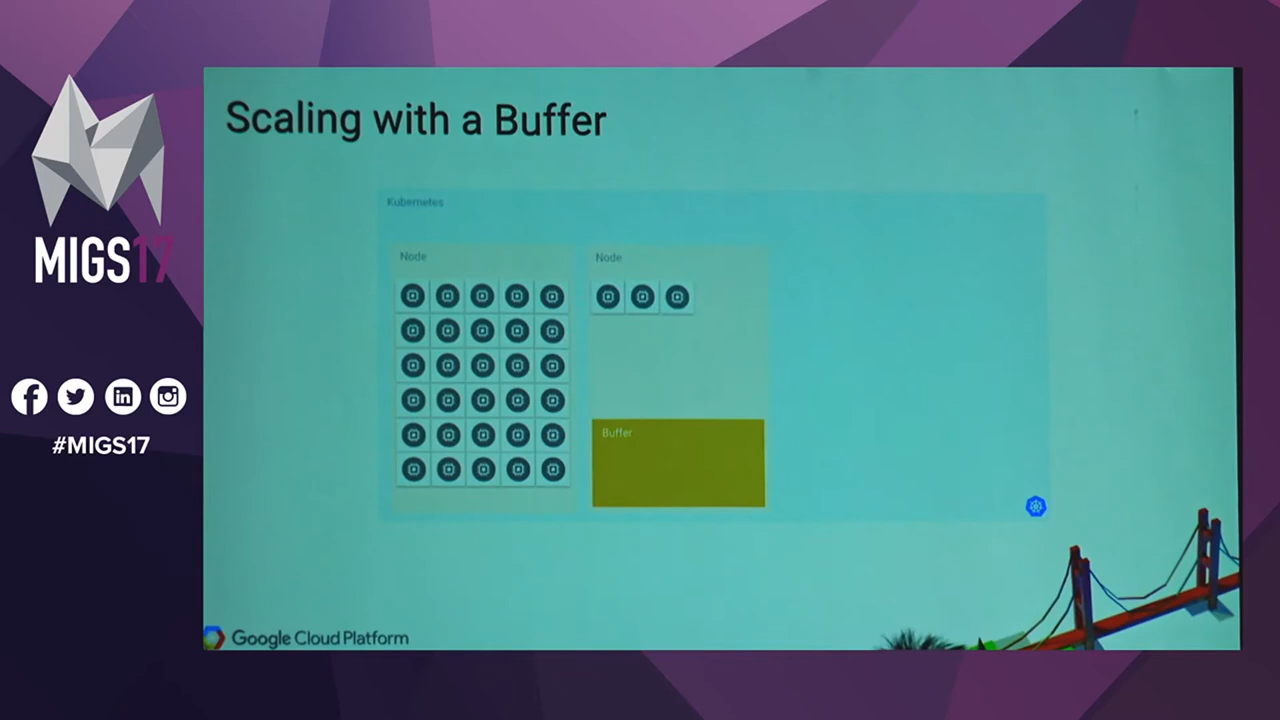 Scaling with a Buffer
Kubernetes
Node
Node
Buffer
Google Cloud Platform
MIGS17
#MIGS17